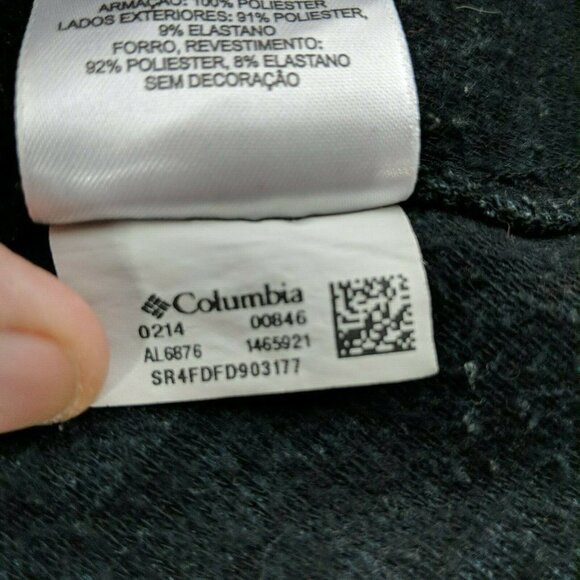 ARMAÇÃO: 100% POLIESTER
LADOS EXTERIORES: 91% POLIESTER,
9% ELASTANO
FORRO, REVESTIMENTO:
92% POLIESTER, 8% ELASTANO
SEM DECORAÇÃO
Columbia
0214 00846
AL6876 1465921
SR4FDFD903177